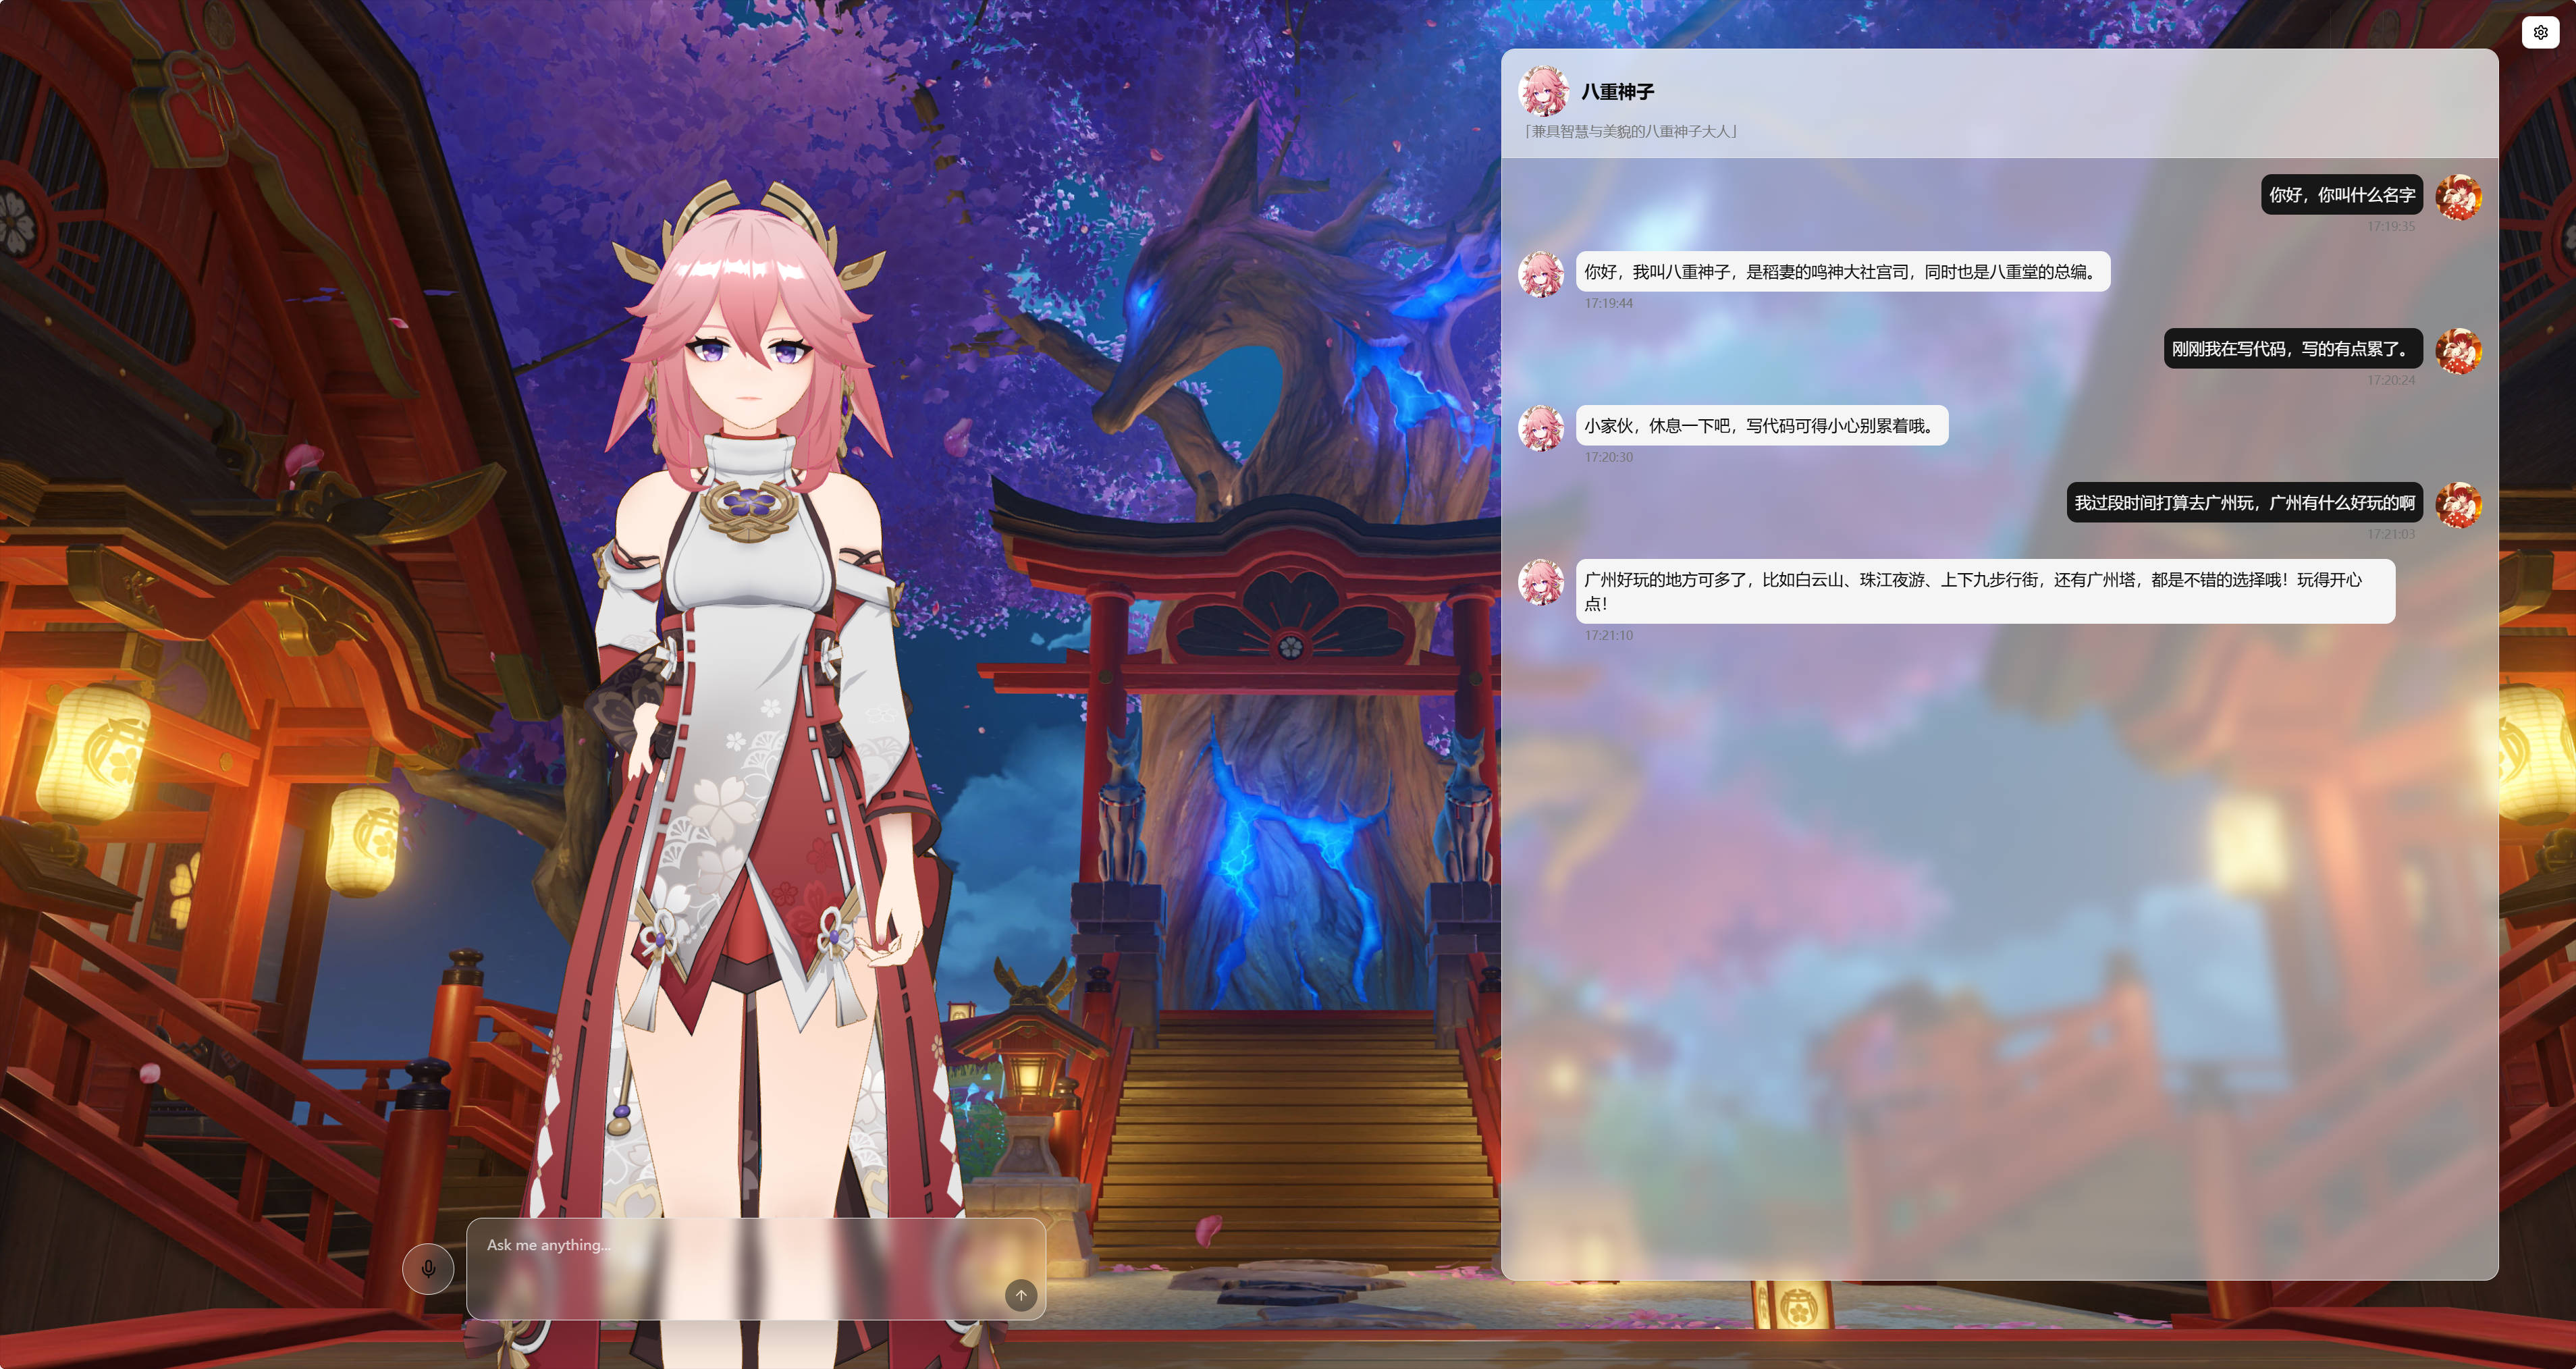 八重神子
「兼具智慧与美貌的八重神子大人」
你好，你叫什么名字
17:19:35
你好，我叫八重神子，是稻妻的鸣神大社宫司，同时也是八重堂的总编。
17:19:44
刚刚我在写代码，写的有点累了。
17:20:24
小家伙，休息一下吧，写代码可得小心别累着哦。
17:20:30
我过段时间打算去广州玩，广州有什么好玩的啊
17:21:03
广州好玩的地方可多了，比如白云山、珠江夜游、上下九步行街，还有广州塔，都是不错的选择哦！玩得开心
点！
17:21:10
Ask me anything...